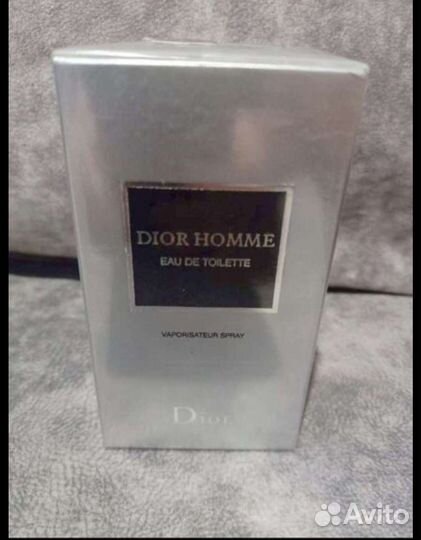 DIOR HOMME
EAU DE TOILETTE
VAPORISATEUR SPRAY
Dior
Avito